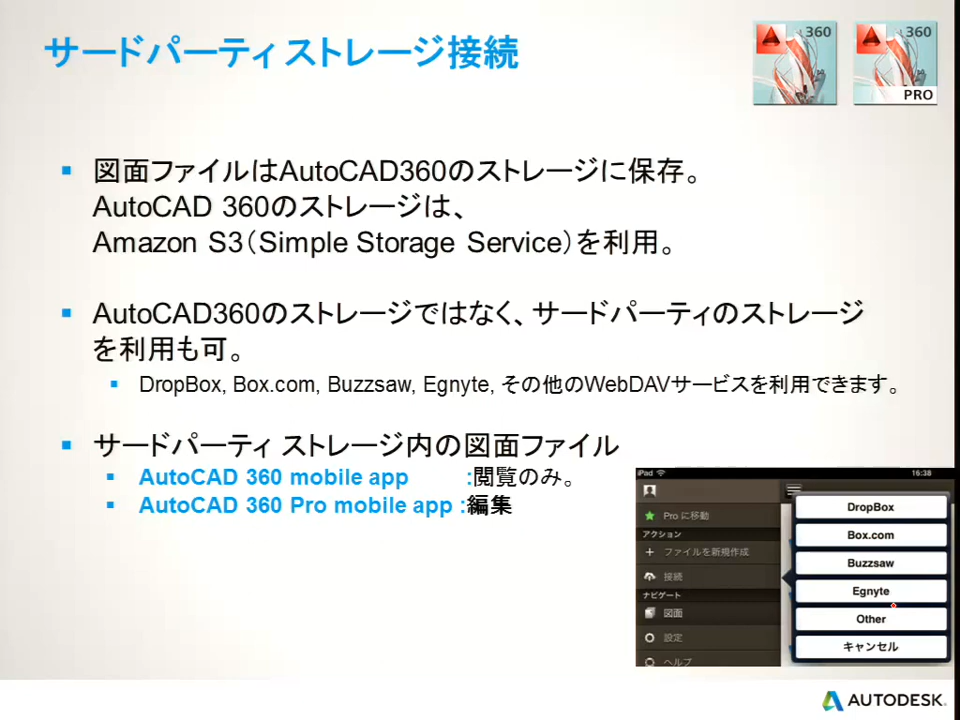 サードパーティストレージ接続
360
360
PRO
図面ファイルはAutoCAD360のストレージに保存。
AutoCAD 360のストレージは、
Amazon S3（Simple Storage Service）を利用。
AutoCAD360のストレージではなく、サードパーティのストレージ
を利用も可。
DropBox, Box.com, Buzzsaw, Egnyte, その他のWebDAVサービスを利用できます。
サードパーティ ストレージ内の図面ファイル
AutoCAD 360 mobile app :閲覧のみ。
AutoCAD 360 Pro mobile app :編集
iPad 16:38
Pro に移動
アクション
ファイルを新規作成
接続
ナビゲート
図面
設定
ヘルプ
DropBox
Box.com
Buzzsaw
Egnyte
Other
キャンセル
AUTODESK.